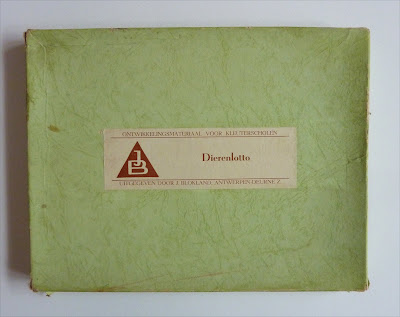 ONTWIKKELINGSMATERIAAL VOOR KLEUTERSCHOLEN
JB
Dierenlotto
UITGEGEVEN DOOR J. BLOKLAND, ANTWERPEN DEURNE Z.